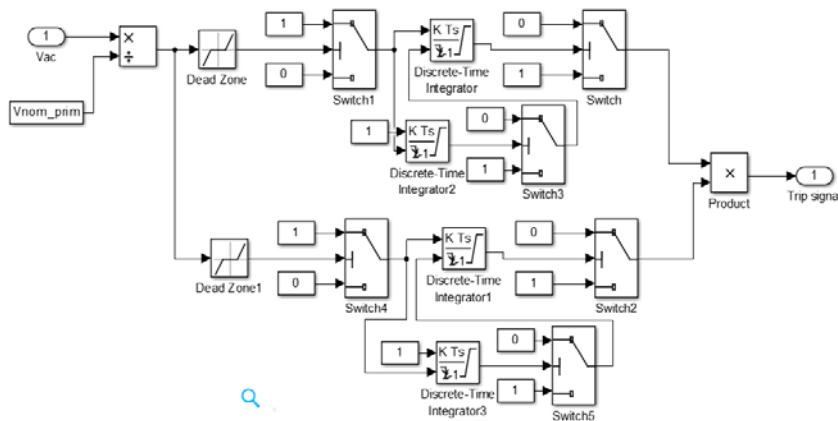 1
Vac
×
÷
Vnom_prim
Dead Zone
1
0
Switch1
K Ts
z-1
Discrete-Time
Integrator
0
1
Switch
1
K Ts
z-1
Discrete-Time
Integrator2
0
1
Switch3
×
Product
1
Trip signa
Dead Zone1
1
0
Switch4
K Ts
z-1
Discrete-Time
Integrator1
0
1
Switch2
1
K Ts
z-1
Discrete-Time
Integrator3
0
1
Switch5